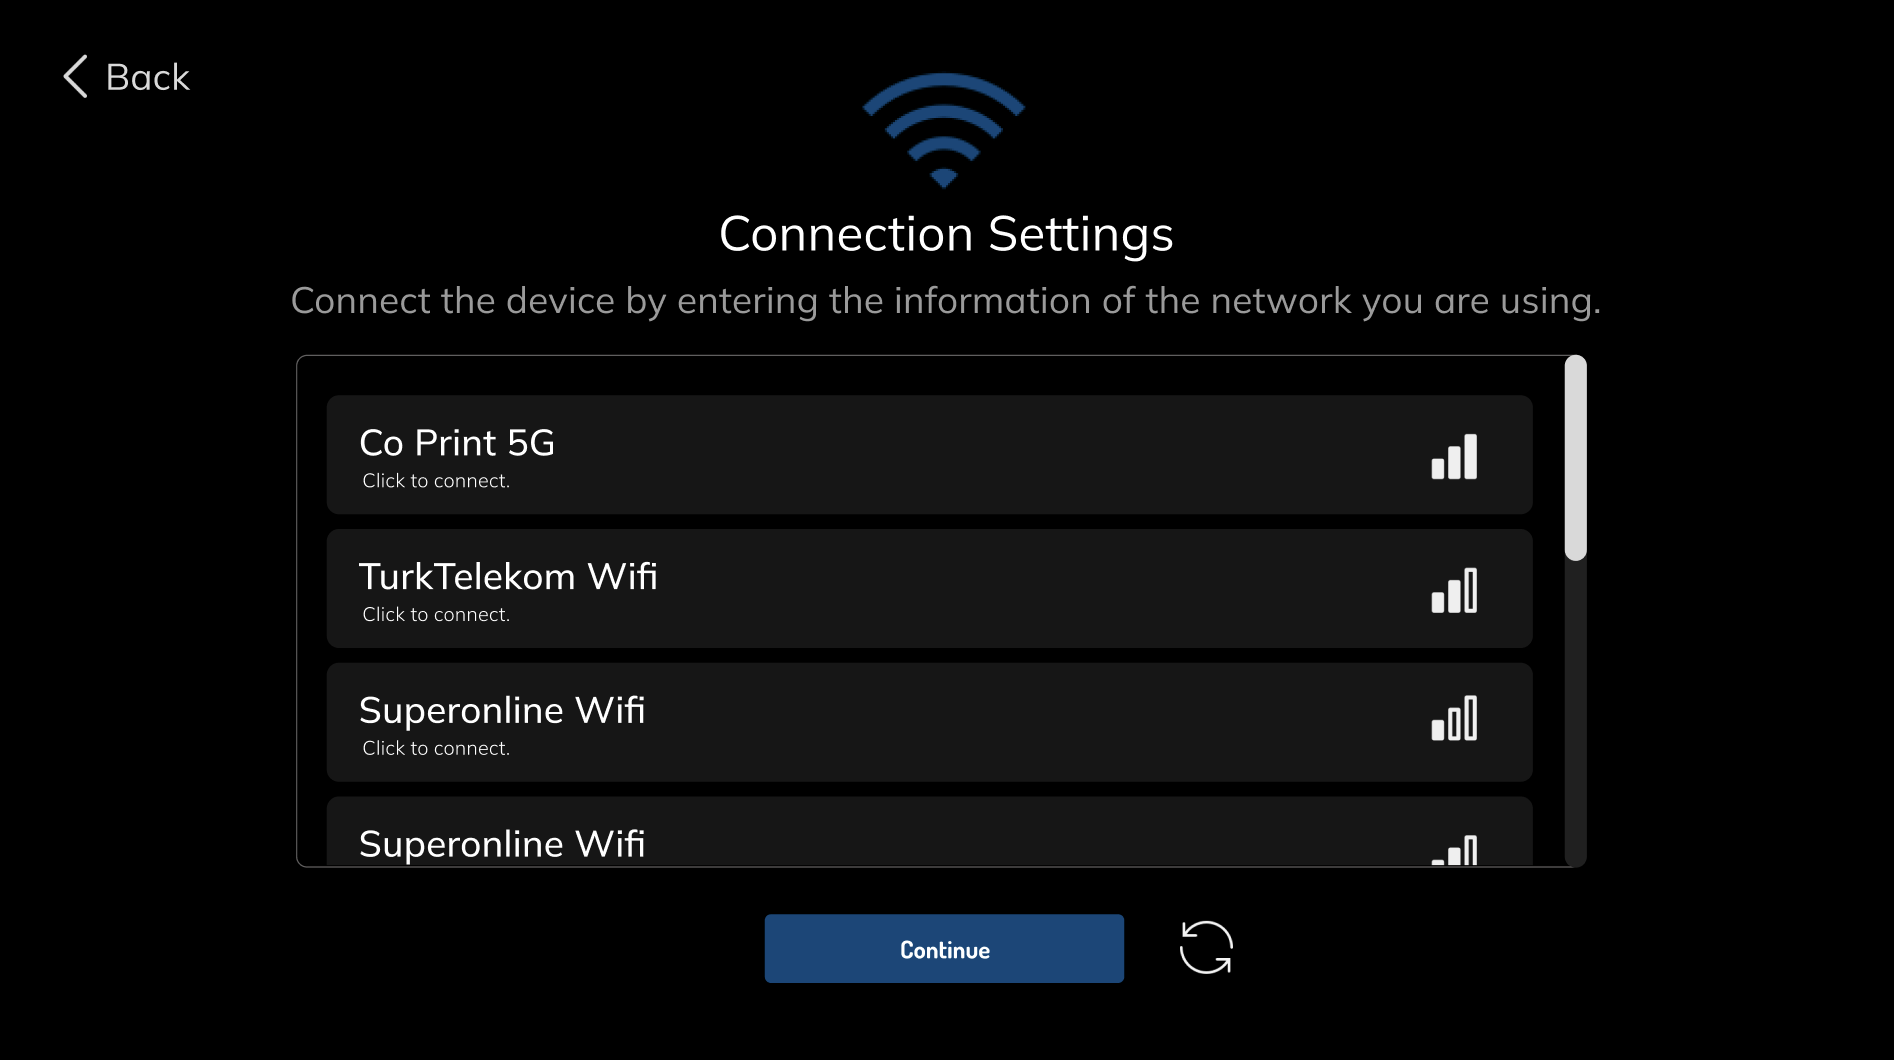 Back
Connection Settings
Connect the device by entering the information of the network you are using.
Co Print 5G
Click to connect.
TurkTelekom Wifi
Click to connect.
Superonline Wifi
Click to connect.
Superonline Wifi
Continue